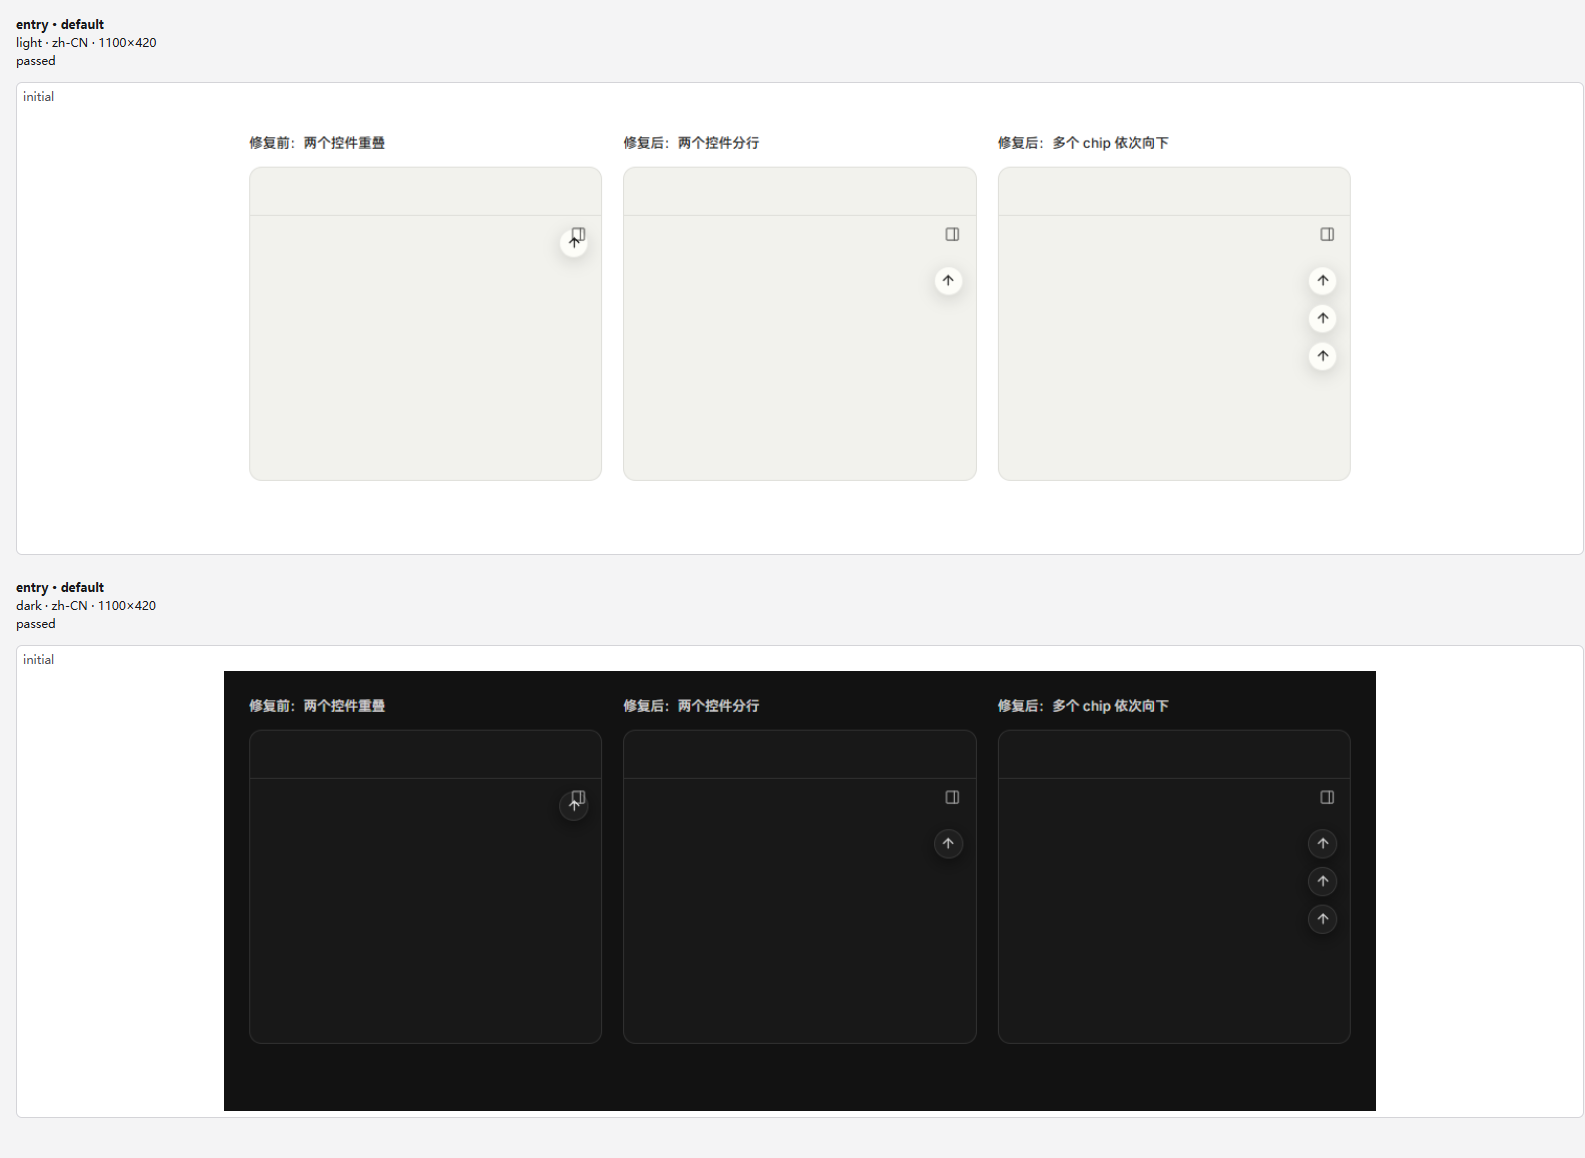 entry • default
light · zh-CN · 1100×420
passed
initial
修复前：两个控件重叠
修复后：两个控件分行
修复后：多个 chip 依次向下
entry • default
dark · zh-CN · 1100×420
passed
initial
修复前：两个控件重叠
修复后：两个控件分行
修复后：多个 chip 依次向下